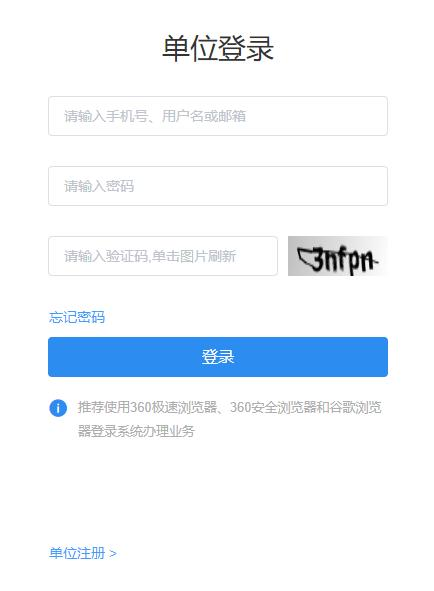 单位登录
请输入手机号、用户名或邮箱
请输入密码
请输入验证码,单击图片刷新
忘记密码
登录
推荐使用360极速浏览器、360安全浏览器和谷歌浏览
器登录系统办理业务
单位注册 >